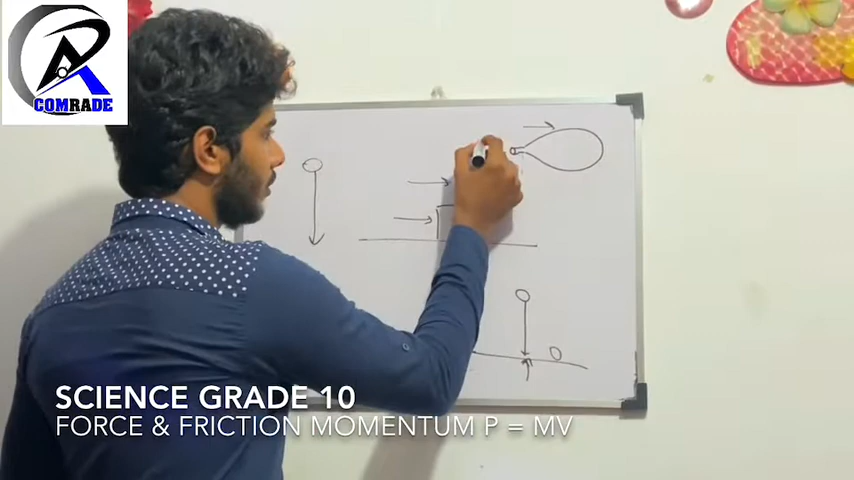 COMRADE
SCIENCE GRADE 10
FORCE & FRICTION MOMENTUM P = MV